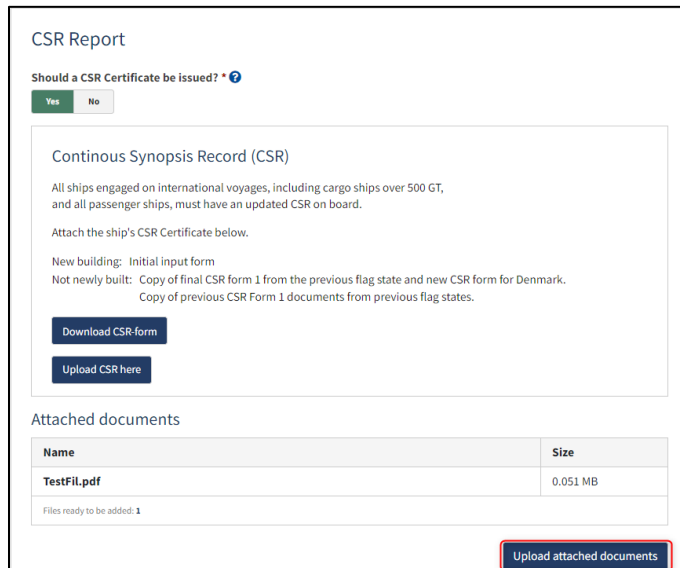 CSR Report
Should a CSR Certificate be issued? * ?
Yes No
Continous Synopsis Record (CSR)
All ships engaged on international voyages, including cargo ships over 500 GT,
and all passenger ships, must have an updated CSR on board.
Attach the ship's CSR Certificate below.
New building: Initial input form
Not newly built: Copy of final CSR form 1 from the previous flag state and new CSR form for Denmark.
Copy of previous CSR Form 1 documents from previous flag states.
Download CSR-form
Upload CSR here
Attached documents
Name Size
TestFil.pdf 0.051 MB
Files ready to be added: 1
Upload attached documents